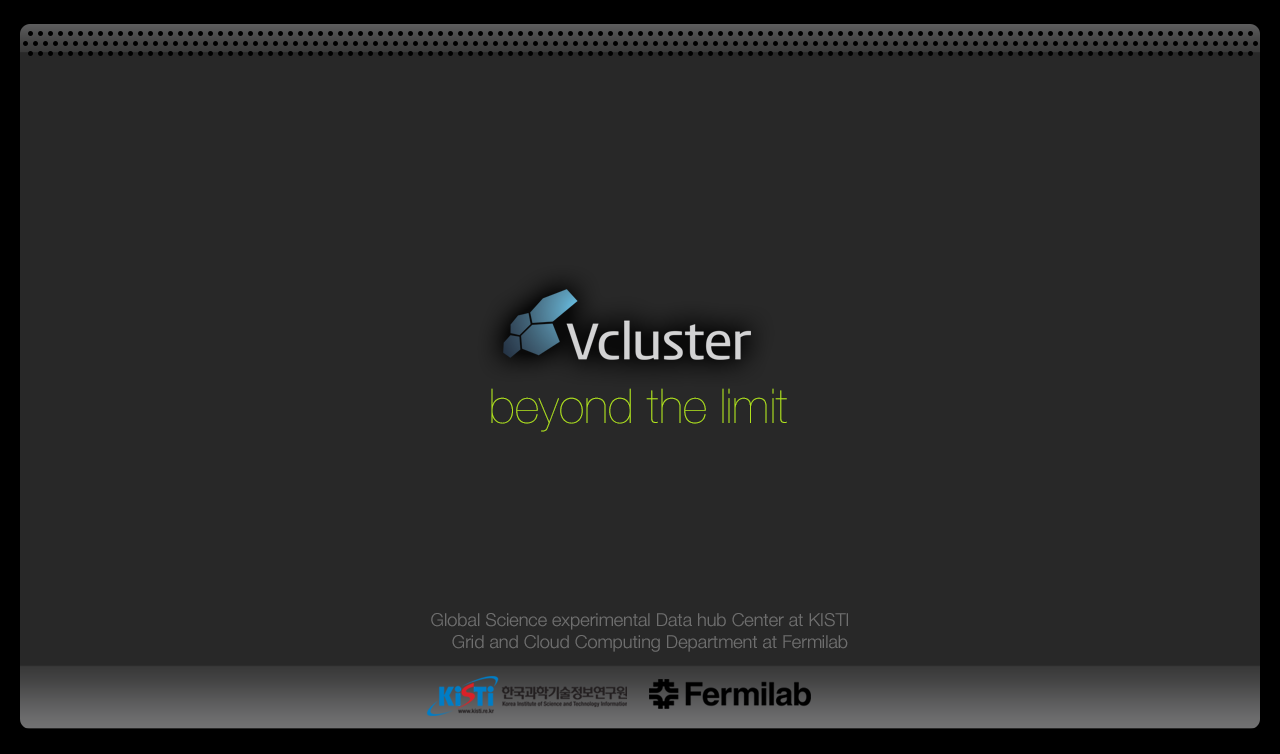 Vcluster
beyond the limit
Global Science experimental Data hub Center at KISTI
Grid and Cloud Computing Department at Fermilab
KiSTi
www.kisti.re.kr
한국과학기술정보연구원
Korea Institute of Science and Technology Information
Fermilab